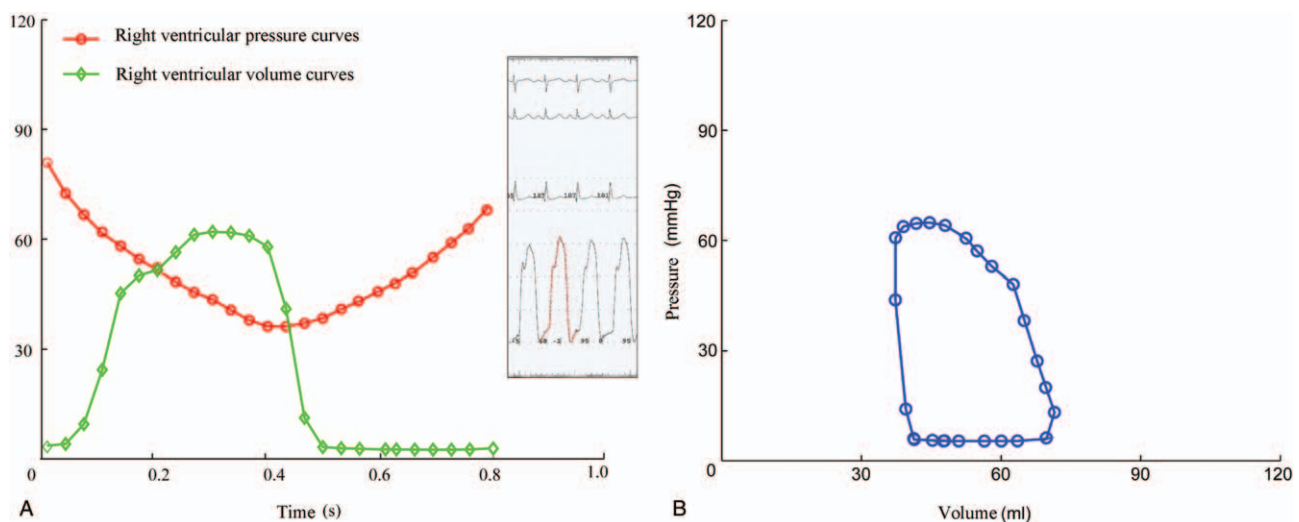 120
90
60
30
0
0.2
0.4
0.6
0.8
1.0
Right ventricular pressure curves
Right ventricular volume curves
Time (s)
A
120
90
60
30
0
30
60
90
120
Pressure (mmHg)
Volume (ml)
B